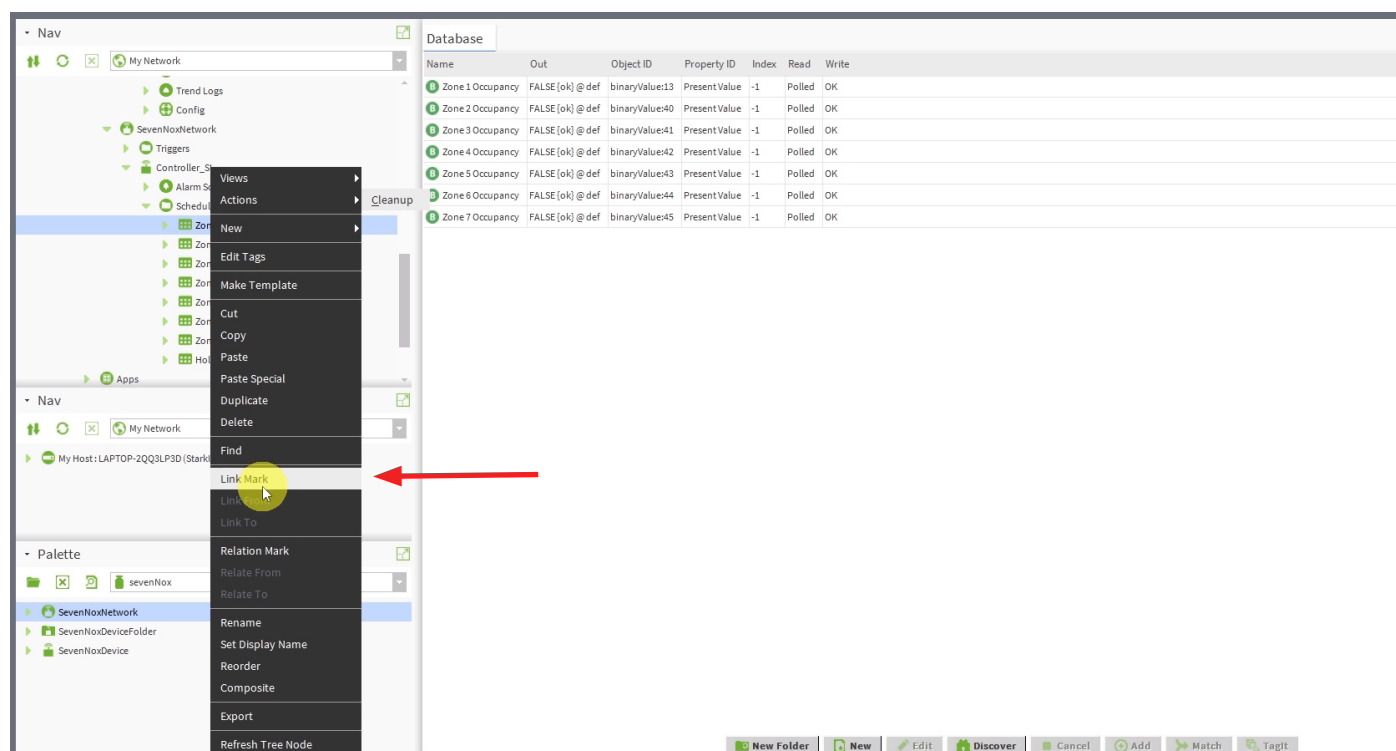 Nav
My Network
Trend Logs
Config
SevenNoxNetwork
Triggers
Controller_S
Alarm S
Schedul
Zon
Zon
Zon
Zon
Zon
Zon
Zon
Hol
Apps
Nav
My Network
My Host : LAPTOP-2QQ3LP3D (Stark
Palette
sevenNox
SevenNoxNetwork
SevenNoxDeviceFolder
SevenNoxDevice
Views
Actions
Cleanup
New
Edit Tags
Make Template
Cut
Copy
Paste
Paste Special
Duplicate
Delete
Find
Link Mark
Link From
Link To
Relation Mark
Relate From
Relate To
Rename
Set Display Name
Reorder
Composite
Export
Refresh Tree Node
Database
Name Out Object ID Property ID Index Read Write
B Zone 1 Occupancy FALSE {ok} @ def binaryValue:13 Present Value -1 Polled OK
B Zone 2 Occupancy FALSE {ok} @ def binaryValue:40 Present Value -1 Polled OK
B Zone 3 Occupancy FALSE {ok} @ def binaryValue:41 Present Value -1 Polled OK
B Zone 4 Occupancy FALSE {ok} @ def binaryValue:42 Present Value -1 Polled OK
B Zone 5 Occupancy FALSE {ok} @ def binaryValue:43 Present Value -1 Polled OK
B Zone 6 Occupancy FALSE {ok} @ def binaryValue:44 Present Value -1 Polled OK
B Zone 7 Occupancy FALSE {ok} @ def binaryValue:45 Present Value -1 Polled OK
New Folder New Edit Discover Cancel Add Match TagIt